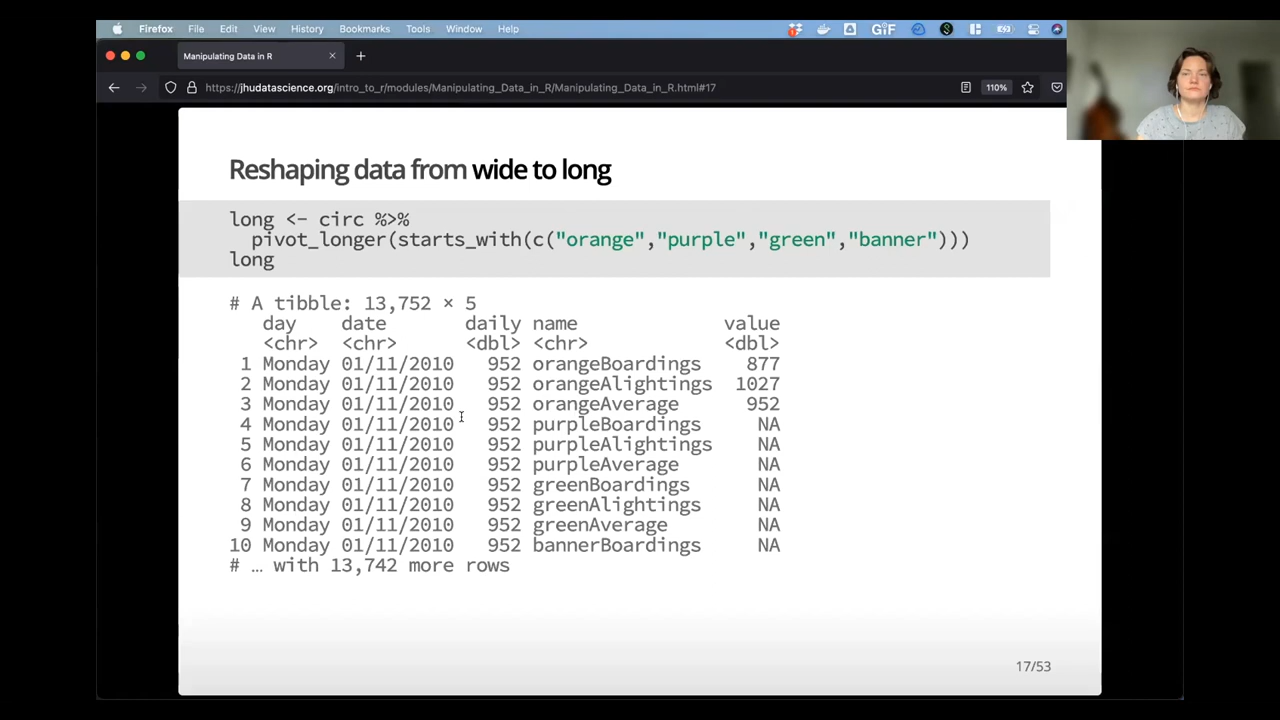 Firefox File Edit View History Bookmarks Tools Window Help GIF
Manipulating Data in R
https://jhudatascience.org/intro_to_r/modules/Manipulating_Data_in_R/Manipulating_Data_in_R.html#17 110%
Reshaping data from wide to long
long <- circ %>%
pivot_longer(starts_with(c("orange","purple","green","banner")))
long
# A tibble: 13,752 × 5
day date daily name value
<chr> <chr> <dbl> <chr> <dbl>
1 Monday 01/11/2010 952 orangeBoardings 877
2 Monday 01/11/2010 952 orangeAlightings 1027
3 Monday 01/11/2010 952 orangeAverage 952
4 Monday 01/11/2010 952 purpleBoardings NA
5 Monday 01/11/2010 952 purpleAlightings NA
6 Monday 01/11/2010 952 purpleAverage NA
7 Monday 01/11/2010 952 greenBoardings NA
8 Monday 01/11/2010 952 greenAlightings NA
9 Monday 01/11/2010 952 greenAverage NA
10 Monday 01/11/2010 952 bannerBoardings NA
# … with 13,742 more rows
17/53